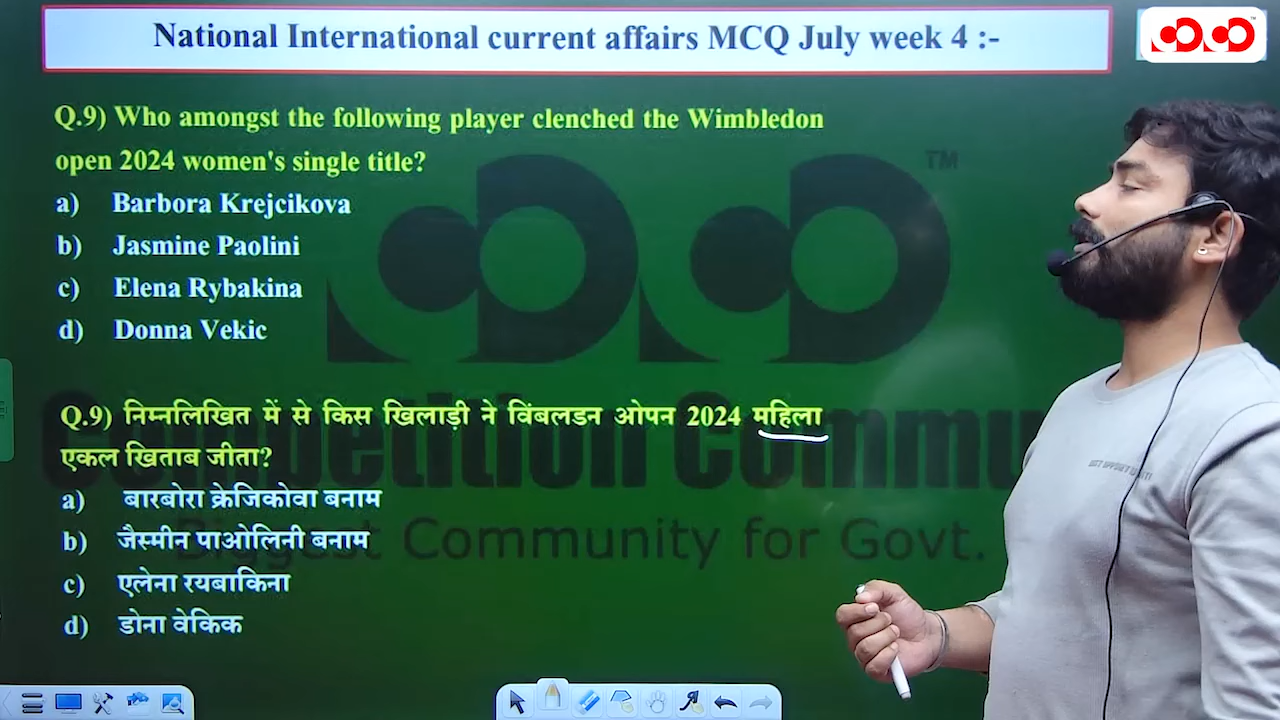 National International current affairs MCQ July week 4 :-
Q.9) Who amongst the following player clenched the Wimbledon
open 2024 women's single title?
a) Barbora Krejcikova
b) Jasmine Paolini
c) Elena Rybakina
d) Donna Vekic
TM
Q.9) निम्नलिखित में से किस खिलाड़ी ने विंबलडन ओपन 2024 महिला
एकल खिताब जीता?
a) बारबोरा क्रेजिकोवा बनाम
b) जैस्मीन पाओलिनी बनाम
c) एलेना रयबाकिना
d) डोना वेकिक
Competition Commu
Biggest Community for Govt.